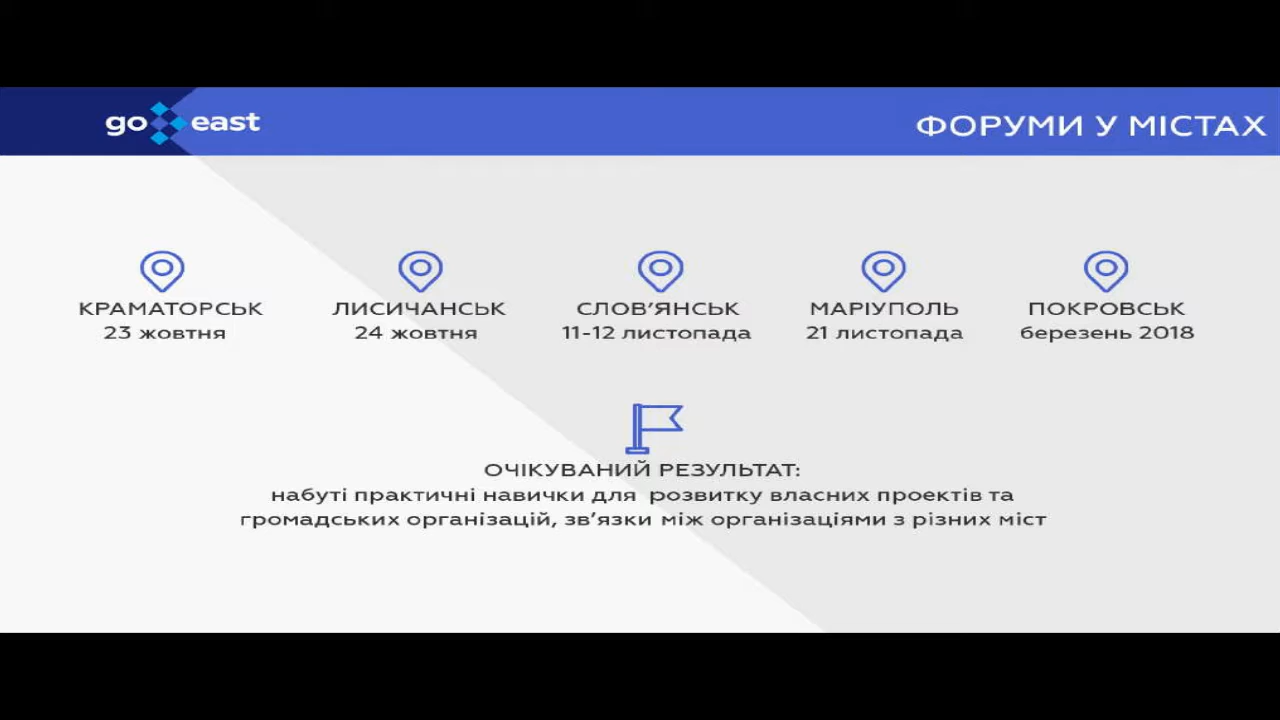 go east
ФОРУМИ У МІСТАХ
КРАМАТОРСЬК
23 жовтня
ЛИСИЧАНСЬК
24 жовтня
СЛОВ’ЯНСЬК
11-12 листопада
МАРІУПОЛЬ
21 листопада
ПОКРОВСЬК
березень 2018
ОЧІКУВАНИЙ РЕЗУЛЬТАТ:
набуті практичні навички для розвитку власних проектів та
громадських організацій, зв’язки між організаціями з різних міст